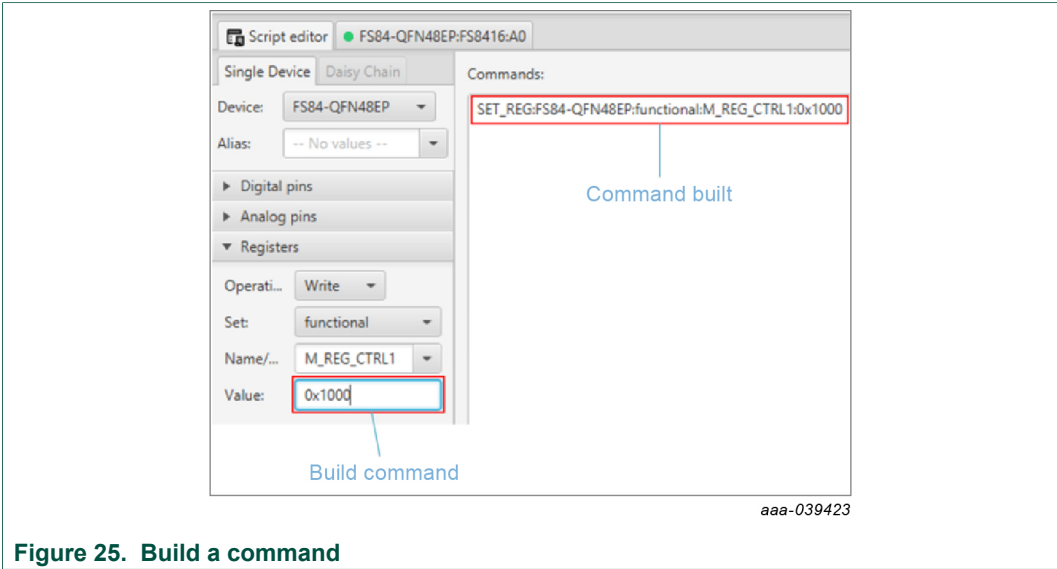 Script editor FS84-QFN48EP:FS8416:A0
Single Device Daisy Chain
Commands:
Device: FS84-QFN48EP
SET_REG:FS84-QFN48EP:functional:M_REG_CTRL1:0x1000
Alias: -- No values --
Digital pins
Command built
Analog pins
Registers
Operati... Write
Set: functional
Name/... M_REG_CTRL1
Value: 0x1000
Build command
aaa-039423
Figure 25. Build a command